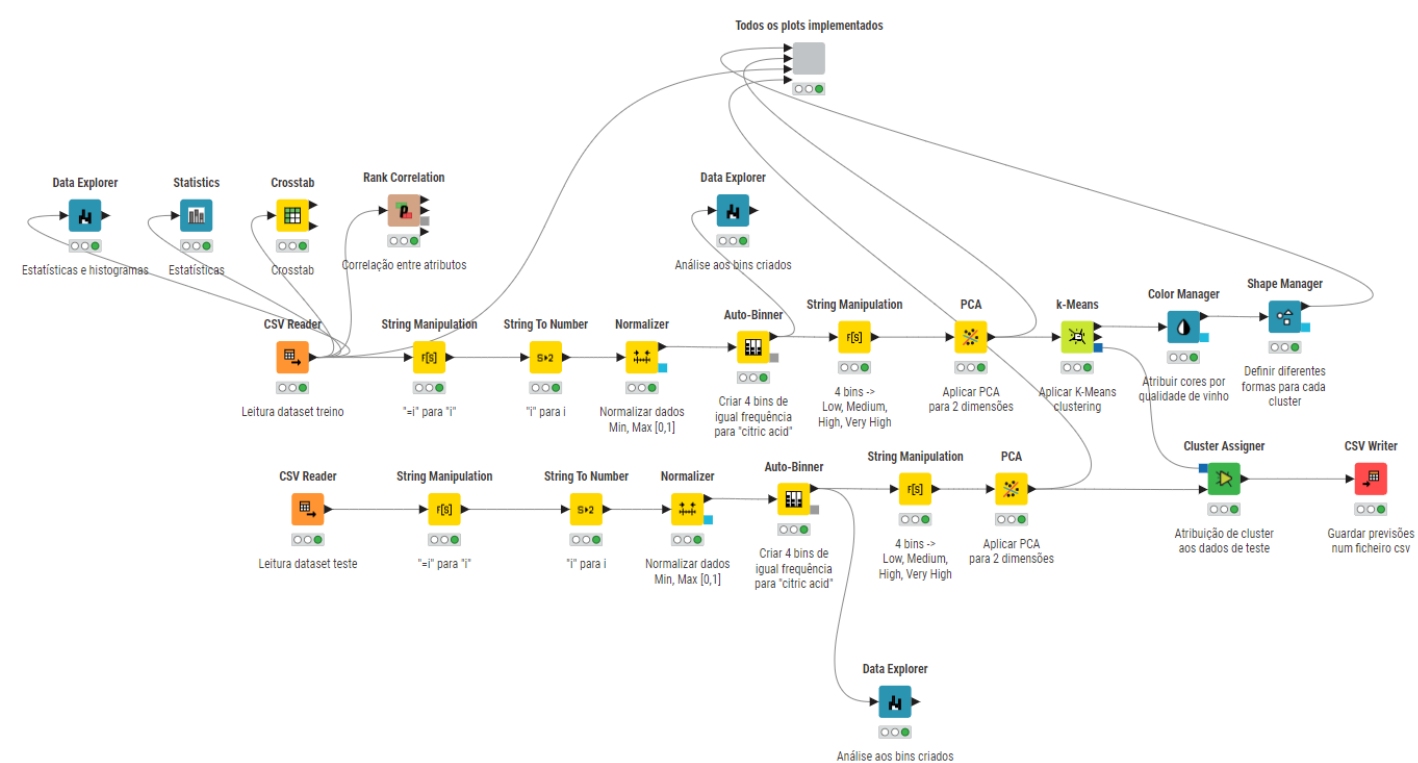 Todos os plots implementados
Data Explorer
Statistics
Crosstab
Rank Correlation
Data Explorer
Estatísticas e histogramas
Estatísticas
Crosstab
Correlação entre atributos
Análise aos bins criados
CSV Reader
String Manipulation
String To Number
Normalizer
Auto-Binner
String Manipulation
PCA
k-Means
Color Manager
Shape Manager
F[S]
S▸2
F[S]
Leitura dataset treino
"=i" para "i"
"i" para i
Normalizar dados
Min, Max [0,1]
Criar 4 bins de
igual frequência
para "citric acid"
4 bins ->
Low, Medium,
High, Very High
Aplicar PCA
para 2 dimensões
Aplicar K-Means
clustering
Atribuir cores por
qualidade de vinho
Definir diferentes
formas para cada
cluster
CSV Reader
String Manipulation
String To Number
Normalizer
Auto-Binner
String Manipulation
PCA
Cluster Assigner
CSV Writer
F[S]
S▸2
F[S]
Leitura dataset teste
"=i" para "i"
"i" para i
Normalizar dados
Min, Max [0,1]
Criar 4 bins de
igual frequência
para "citric acid"
4 bins ->
Low, Medium,
High, Very High
Aplicar PCA
para 2 dimensões
Atribuição de cluster
aos dados de teste
Guardar previsões
num ficheiro csv
Data Explorer
Análise aos bins criados